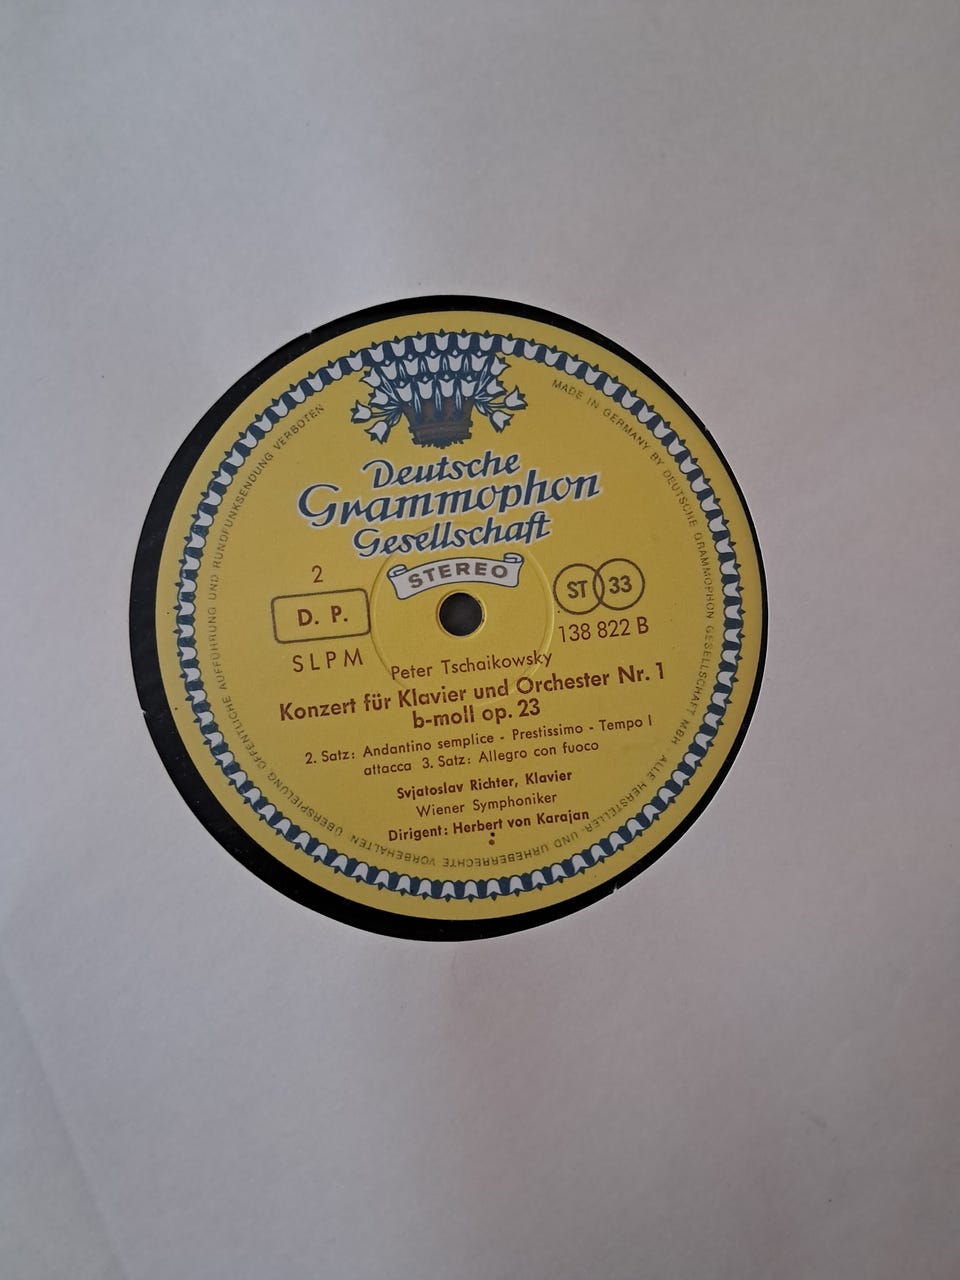 Deutsche
Grammophon
Gesellschaft
STEREO
2
D. P.
SLPM
ST 33
138 822 B
Peter Tschaikowsky
Konzert für Klavier und Orchester Nr. 1
b-moll op. 23
2. Satz: Andantino semplice - Prestissimo - Tempo I
attacca 3. Satz: Allegro con fuoco
Svjatoslav Richter, Klavier
Wiener Symphoniker
Dirigent: Herbert von Karajan
MADE IN GERMANY BY DEUTSCHE GRAMMOPHON GESELLSCHAFT MBH · ALLE HERSTELLER- UND URHEBERRECHTE VORBEHALTEN · ÜBERSPIELUNG ÖFFENTLICHE AUFFÜHRUNG UND RUNDFUNKSENDUNG VERBOTEN